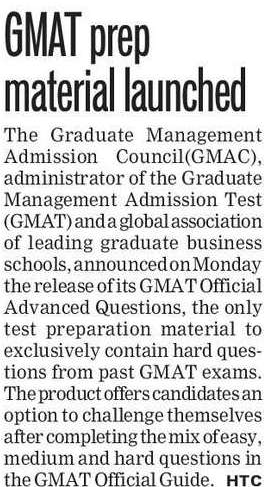 GMAT prep
material launched
The Graduate Management
Admission Council(GMAC),
administrator of the Graduate
Management Admission Test
(GMAT) and a global association
of leading graduate business
schools, announced on Monday
the release of its GMAT Official
Advanced Questions, the only
test preparation material to
exclusively contain hard ques-
tions from past GMAT exams.
The product offers candidates an
option to challenge themselves
after completing the mix of easy,
medium and hard questions in
the GMAT Official Guide. HTC